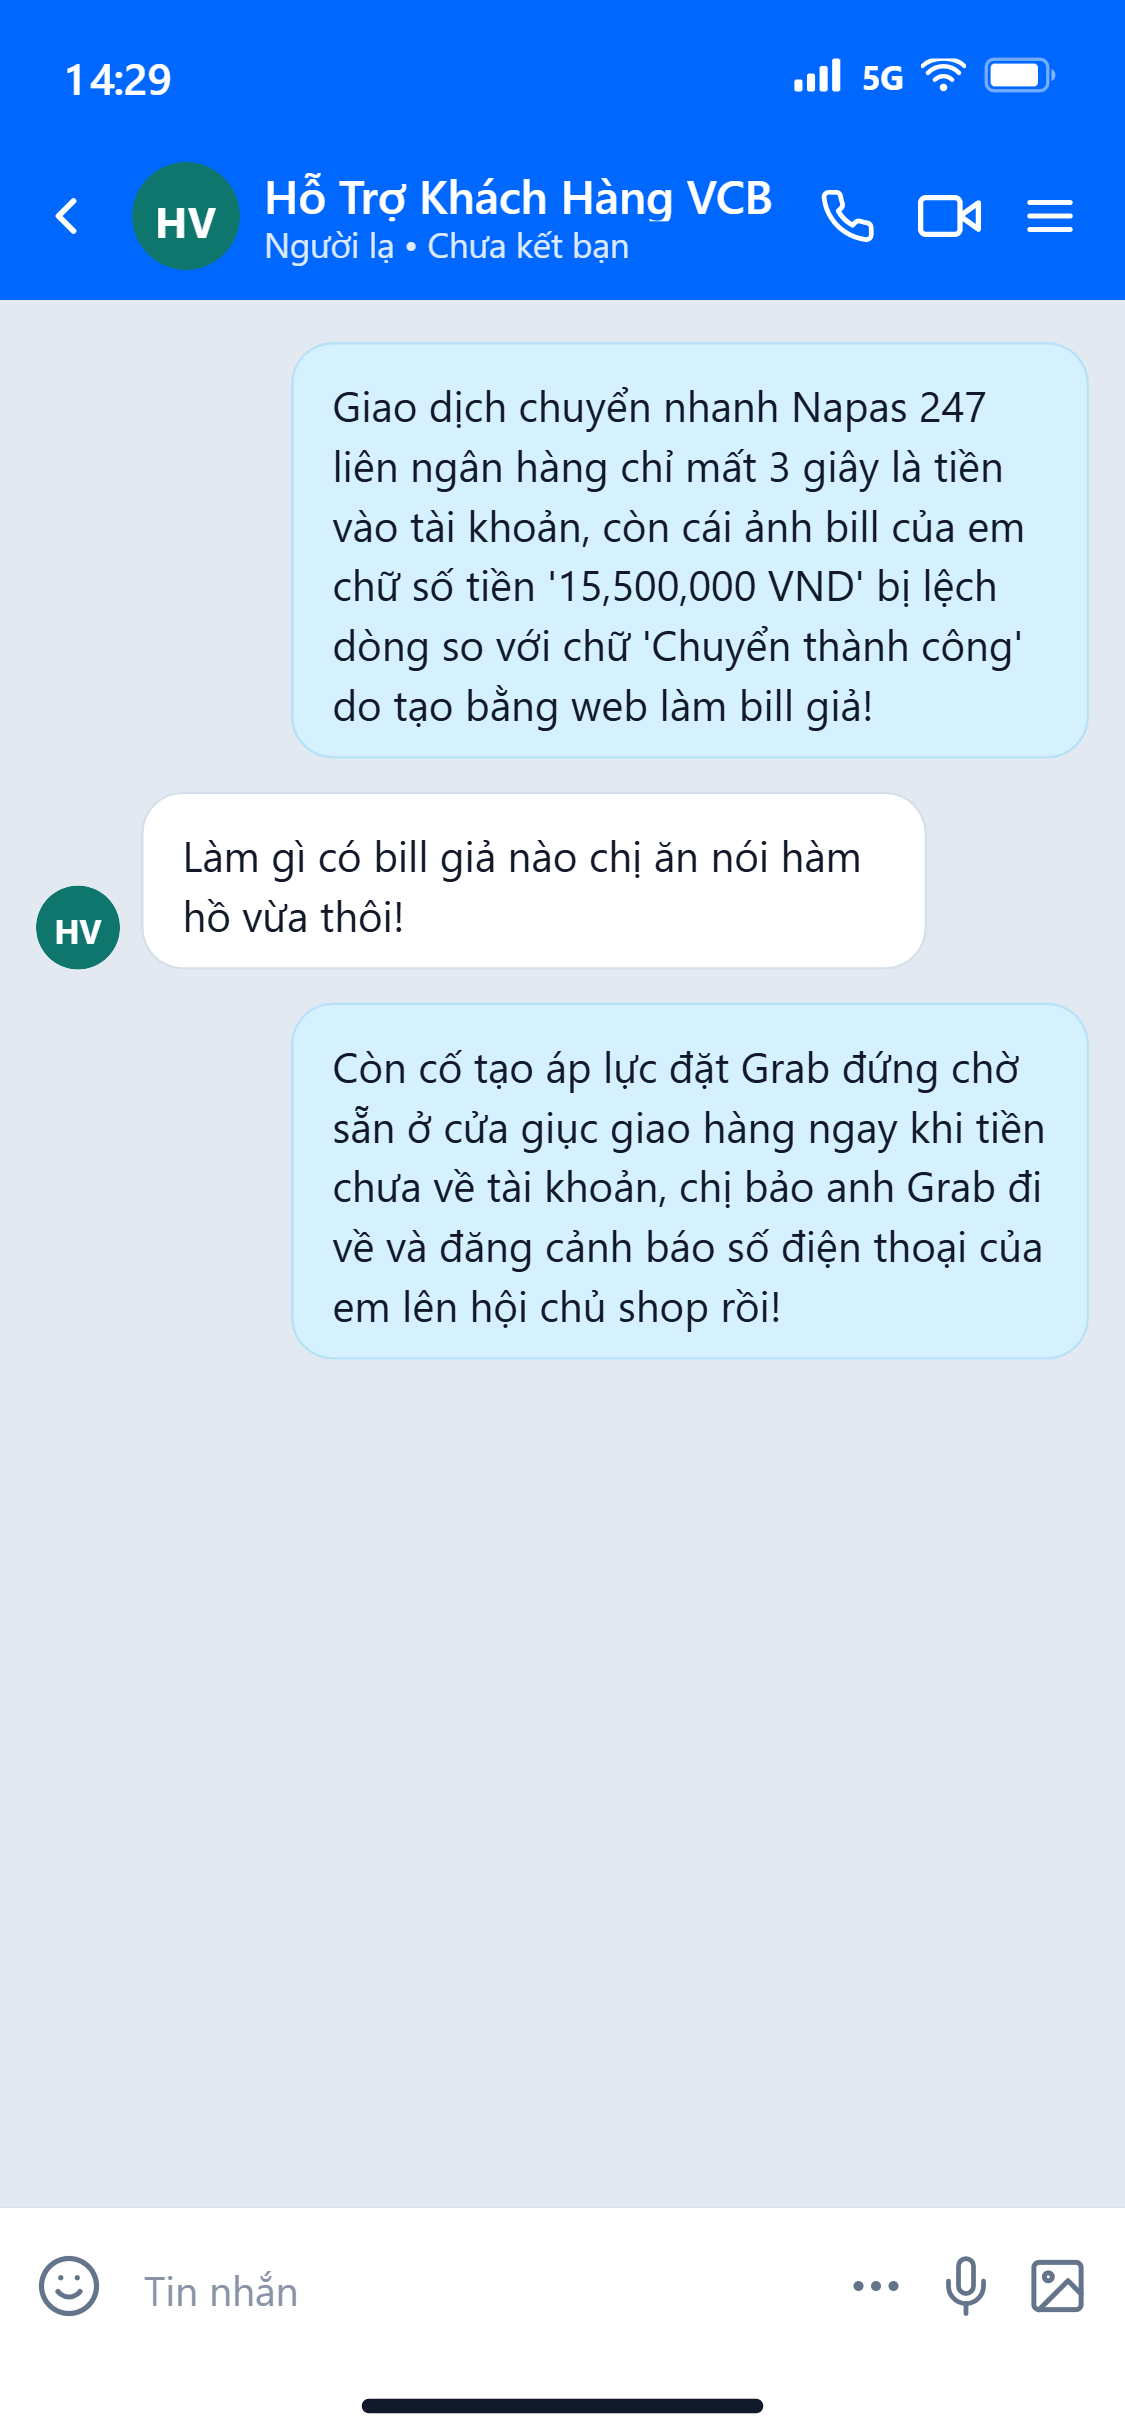 14:29
5G
HV
Hỗ Trợ Khách Hàng VCB
Người lạ • Chưa kết bạn
Giao dịch chuyển nhanh Napas 247
liên ngân hàng chỉ mất 3 giây là tiền
vào tài khoản, còn cái ảnh bill của em
chữ số tiền '15,500,000 VND' bị lệch
dòng so với chữ 'Chuyển thành công'
do tạo bằng web làm bill giả!
Làm gì có bill giả nào chị ăn nói hàm
hồ vừa thôi!
HV
Còn cố tạo áp lực đặt Grab đứng chờ
sẵn ở cửa giục giao hàng ngay khi tiền
chưa về tài khoản, chị bảo anh Grab đi
về và đăng cảnh báo số điện thoại của
em lên hội chủ shop rồi!
Tin nhắn